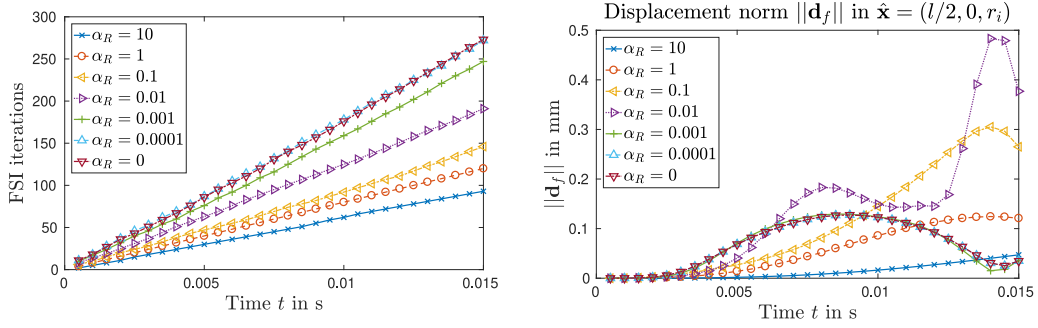 300
250
200
150
100
50
0
FSI iterations
α_R = 10
α_R = 1
α_R = 0.1
α_R = 0.01
α_R = 0.001
α_R = 0.0001
α_R = 0
0 0.005 0.01 0.015
Time t in s
Displacement norm ||d_f|| in x̂ = (l/2, 0, r_i)
0.5
0.4
0.3
0.2
0.1
0
||d_f|| in mm
α_R = 10
α_R = 1
α_R = 0.1
α_R = 0.01
α_R = 0.001
α_R = 0.0001
α_R = 0
0 0.005 0.01 0.015
Time t in s